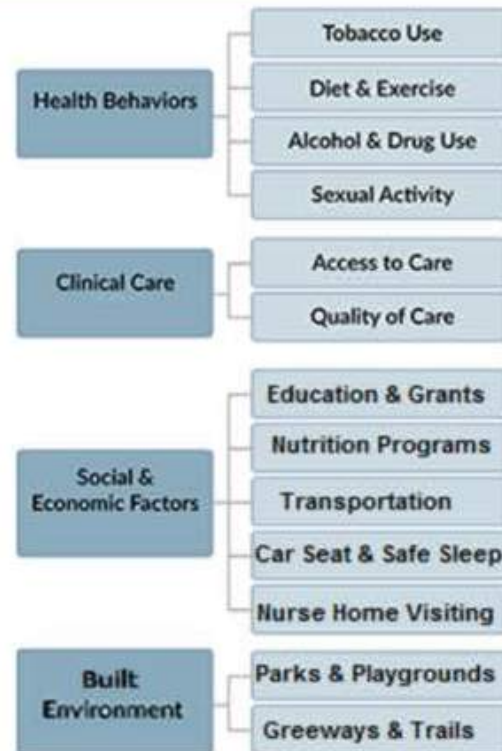 Health Behaviors
Tobacco Use
Diet & Exercise
Alcohol & Drug Use
Sexual Activity
Clinical Care
Access to Care
Quality of Care
Social &
Economic Factors
Education & Grants
Nutrition Programs
Transportation
Car Seat & Safe Sleep
Nurse Home Visiting
Built
Environment
Parks & Playgrounds
Greeways & Trails